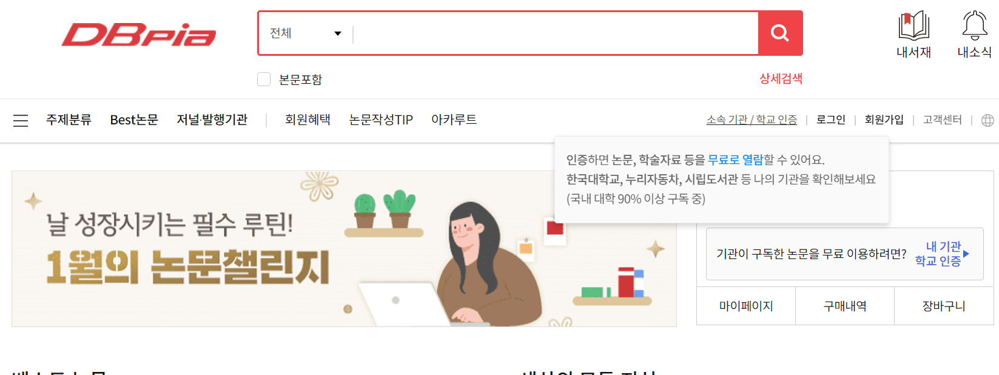 DBpia
전체
내서재
내소식
본문포함
상세검색
주제분류 Best논문 저널·발행기관 | 회원혜택 논문작성TIP 아카루트
소속 기관 / 학교 인증 | 로그인 | 회원가입 | 고객센터 |
인증하면 논문, 학술자료 등을 무료로 열람할 수 있어요.
한국대학교, 누리자동차, 시립도서관 등 나의 기관을 확인해보세요
(국내 대학 90% 이상 구독 중)
날 성장시키는 필수 루틴!
1월의 논문챌린지
기관이 구독한 논문을 무료 이용하려면?
내 기관
학교 인증
마이페이지
구매내역
장바구니